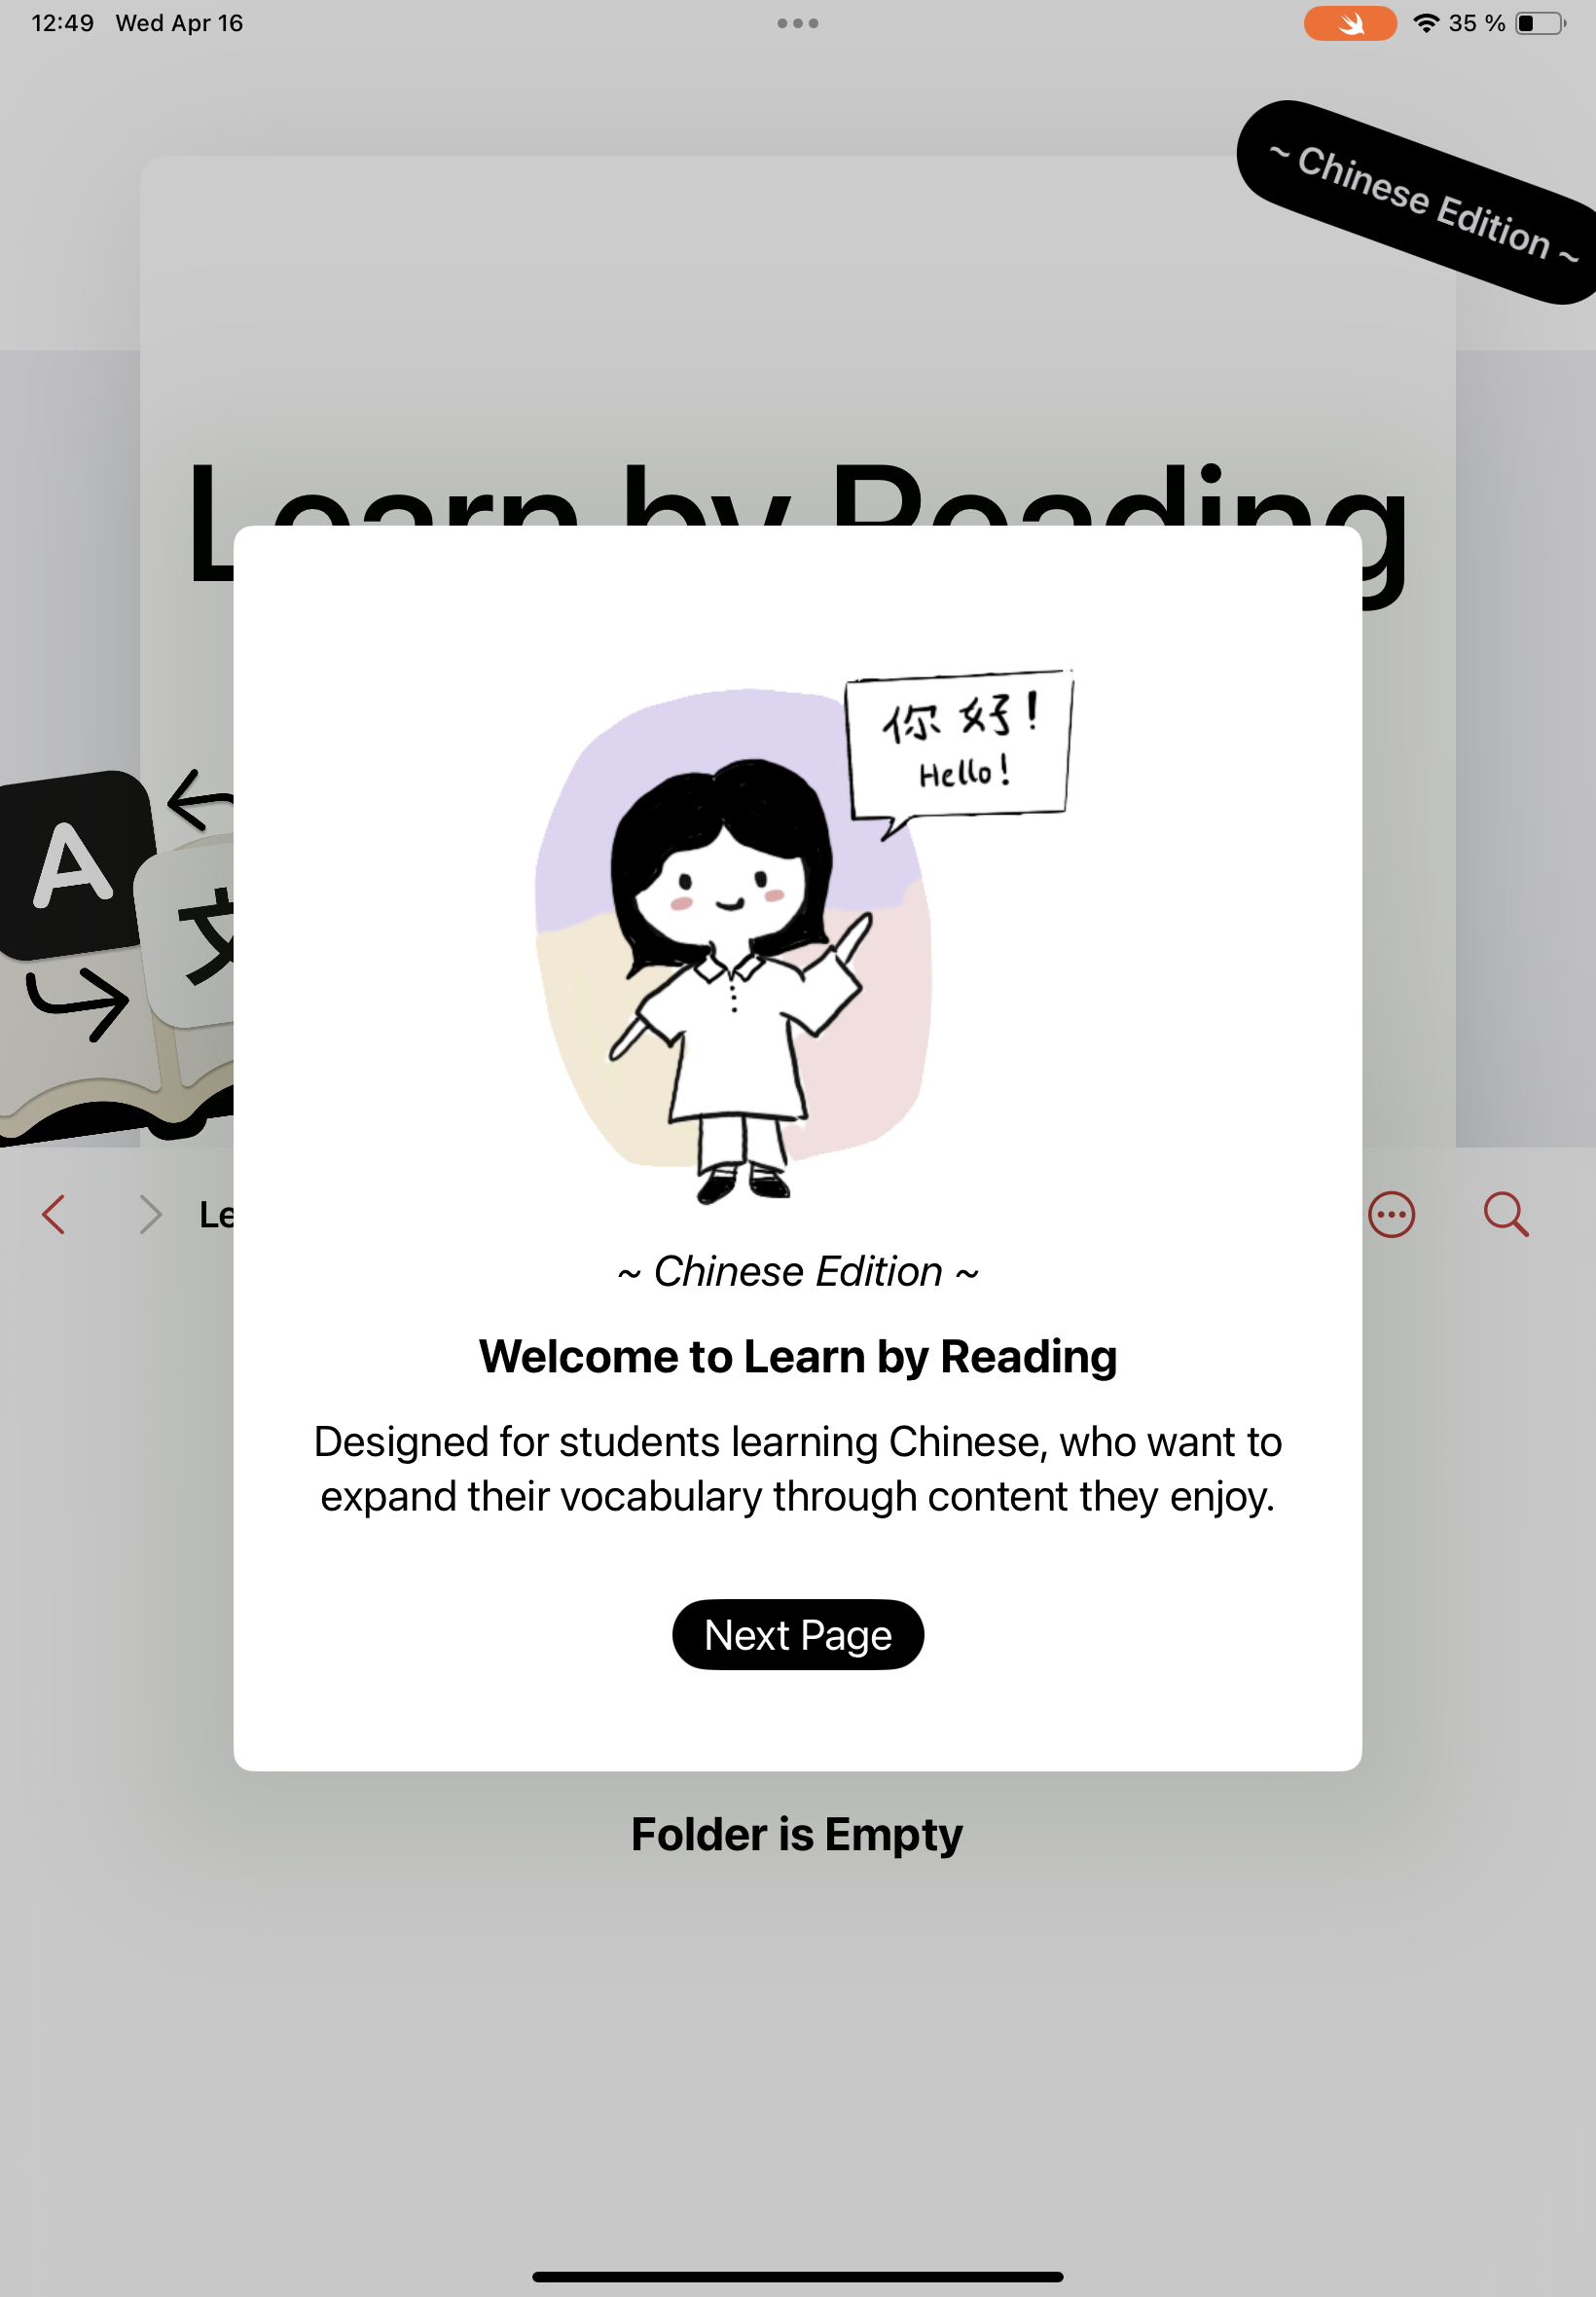 12:49 Wed Apr 16
35 %
~ Chinese Edition ~
Learn by Reading
你好!
Hello!
A
文
Le
~ Chinese Edition ~
Welcome to Learn by Reading
Designed for students learning Chinese, who want to
expand their vocabulary through content they enjoy.
Next Page
Folder is Empty